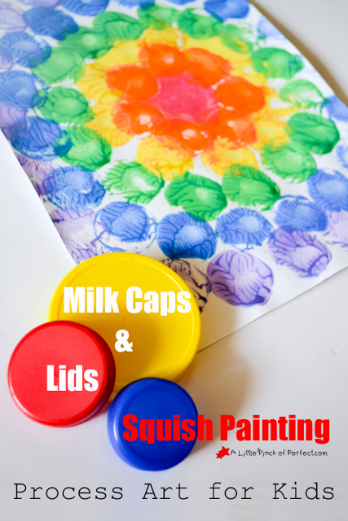 Milk Caps
&
Lids
Squish Painting
A Little Pinch of Perfect.com
Process Art for Kids